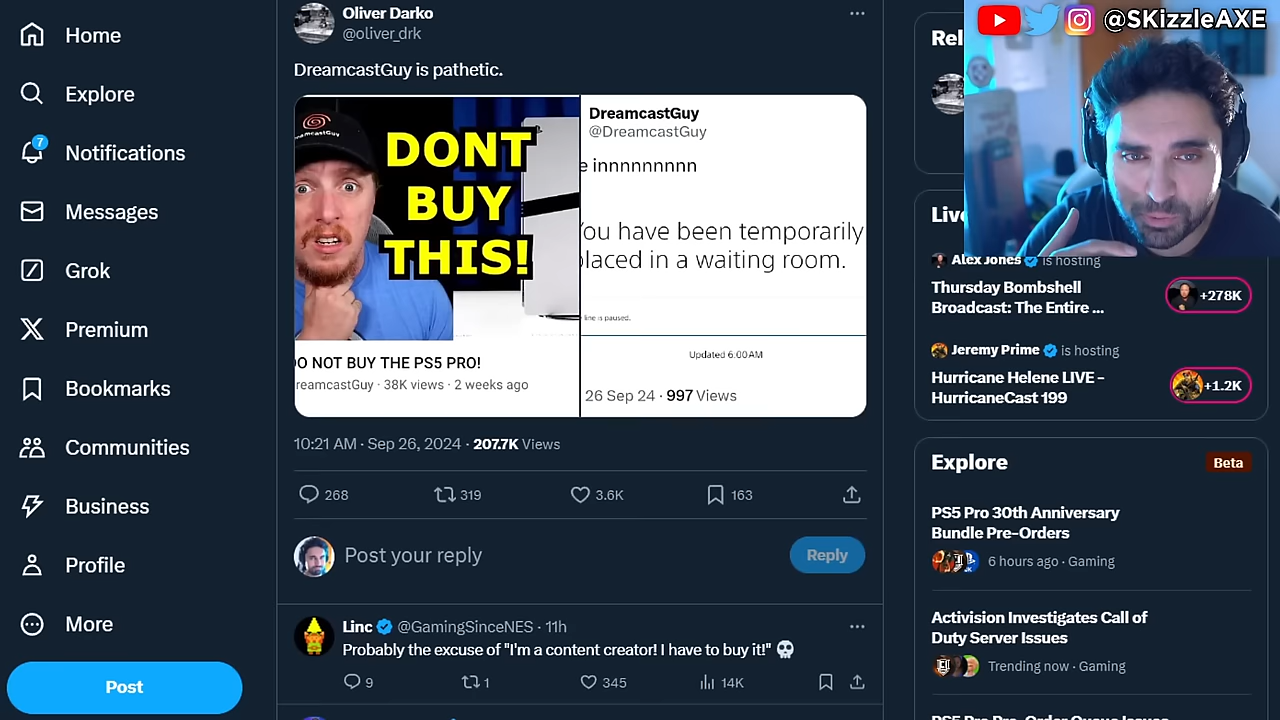 Home
Explore
7
Notifications
Messages
Grok
Premium
Bookmarks
Communities
Business
Profile
More
Post
Oliver Darko
@oliver_drk
DreamcastGuy is pathetic.
DreamcastGuy
DONT
BUY
THIS!
O NOT BUY THE PS5 PRO!
reamcastGuy · 38K views · 2 weeks ago
DreamcastGuy
@DreamcastGuy
e innnnnnnnn
You have been temporarily
placed in a waiting room.
line is paused.
Updated 6:00AM
26 Sep 24 · 997 Views
10:21 AM · Sep 26, 2024 · 207.7K Views
268
319
3.6K
163
Post your reply
Reply
Linc @GamingSinceNES · 11h
Probably the excuse of "I'm a content creator! I have to buy it!" 💀
9
1
345
14K
@SKizzleAXE
Rel
Live
Alex Jones is hosting
Thursday Bombshell
Broadcast: The Entire ...
+278K
Jeremy Prime is hosting
Hurricane Helene LIVE –
HurricaneCast 199
+1.2K
Explore
Beta
PS5 Pro 30th Anniversary
Bundle Pre-Orders
6 hours ago · Gaming
Activision Investigates Call of
Duty Server Issues
Trending now · Gaming
PS5 Pro Pre-Order Queue Issues